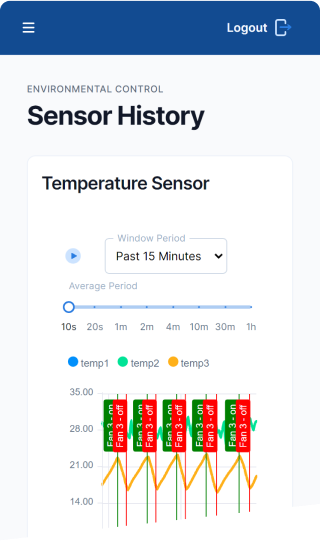 Logout
ENVIRONMENTAL CONTROL
Sensor History
Temperature Sensor
Window Period
Past 15 Minutes
Average Period
10s 20s 1m 2m 4m 10m 30m 1h
temp1 temp2 temp3
35.00
28.00
21.00
14.00
Fan 3 - on
Fan 3 - off
Fan 3 - on
Fan 3 - off
Fan 3 - on
Fan 3 - off
Fan 3 - on
Fan 3 - off
Fan 3 - on
Fan 3 - off